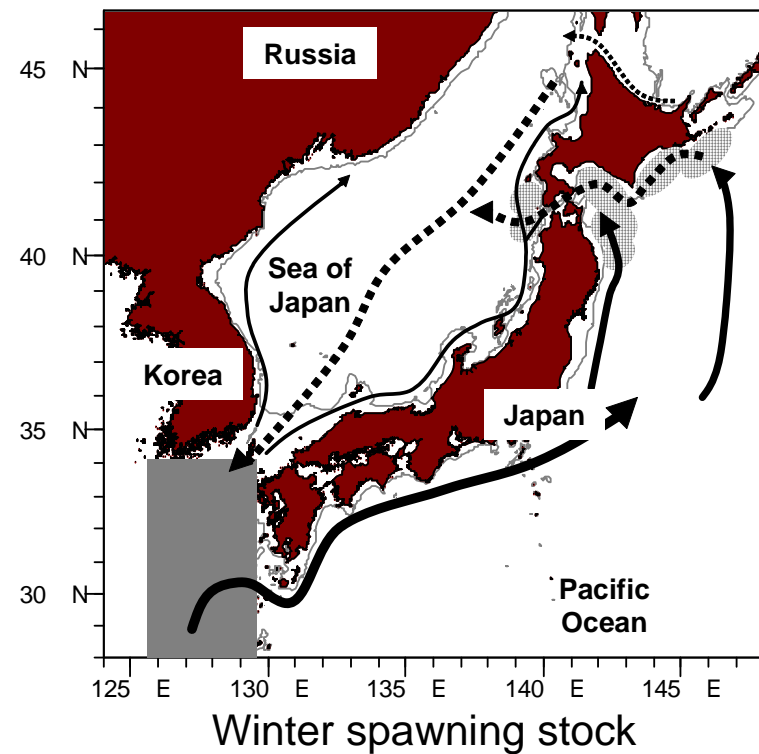 Russia
45 N
40 N
Sea of
Japan
Korea
Japan
35 N
30 N
Pacific
Ocean
125 E 130 E 135 E 140 E 145 E
Winter spawning stock